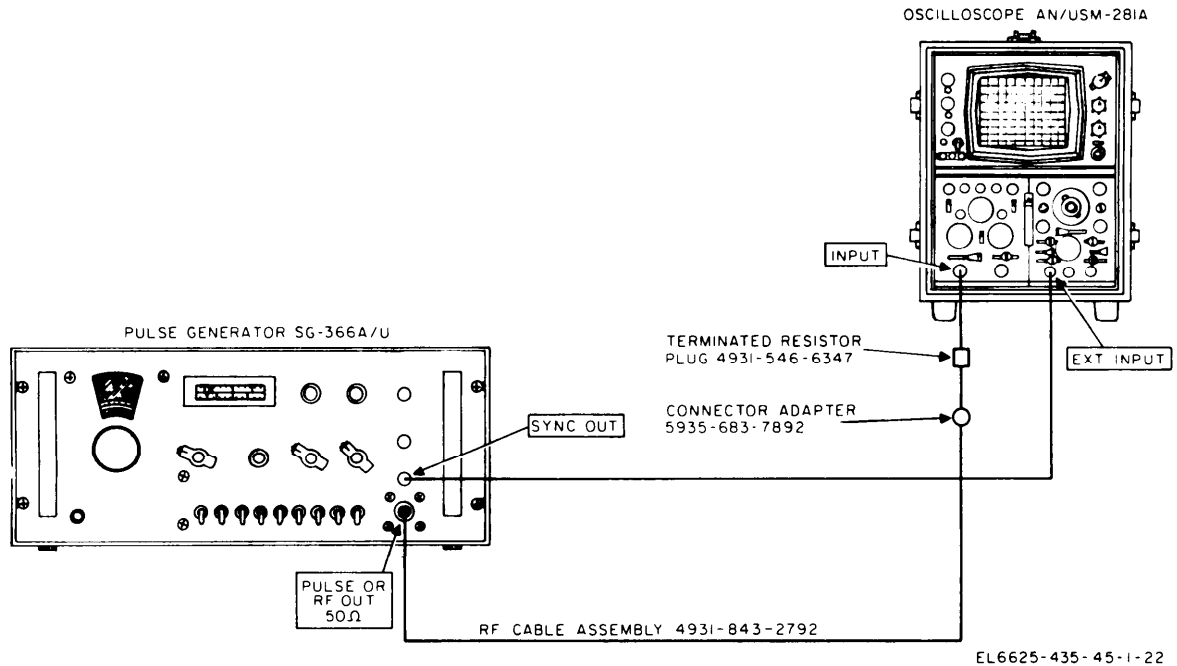 OSCILLOSCOPE AN/USM-281A
INPUT
PULSE GENERATOR SG-366A/U
TERMINATED RESISTOR
PLUG 4931-546-6347
EXT INPUT
CONNECTOR ADAPTER
5935-683-7892
SYNC OUT
PULSE OR
RF OUT
50Ω
RF CABLE ASSEMBLY 4931-843-2792
EL6625-435-45-1-22